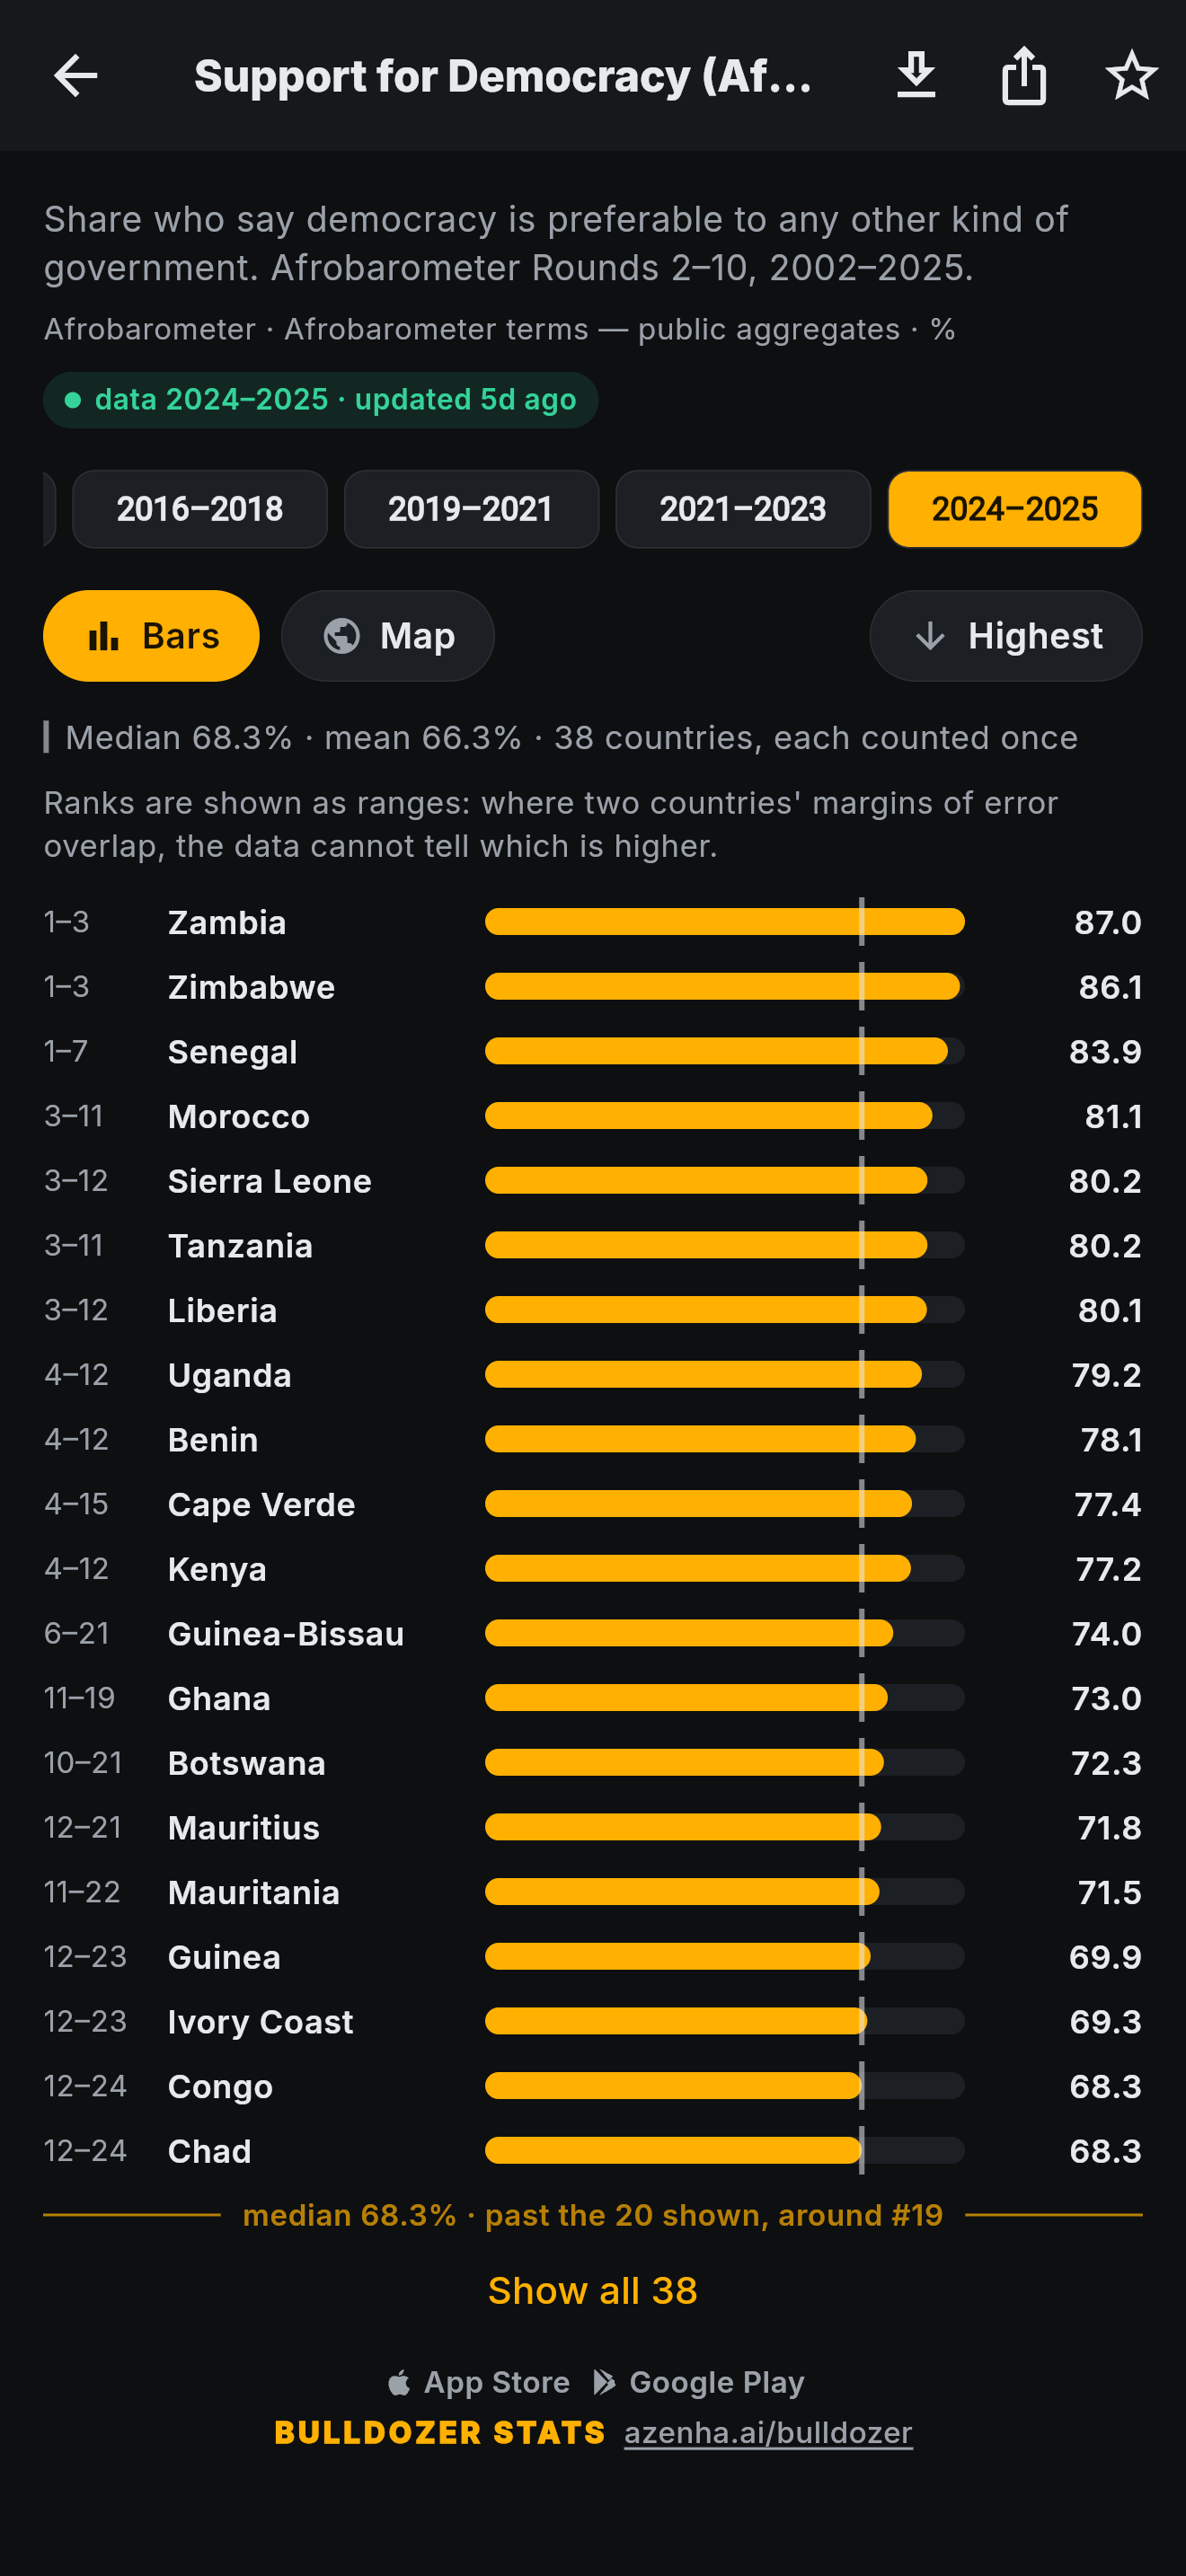 Support for Democracy (Af...
Share who say democracy is preferable to any other kind of
government. Afrobarometer Rounds 2–10, 2002–2025.
Afrobarometer · Afrobarometer terms — public aggregates · %
data 2024–2025 · updated 5d ago
2016–2018 2019–2021 2021–2023 2024–2025
Bars Map Highest
Median 68.3% · mean 66.3% · 38 countries, each counted once
Ranks are shown as ranges: where two countries' margins of error
overlap, the data cannot tell which is higher.
1–3 Zambia 87.0
1–3 Zimbabwe 86.1
1–7 Senegal 83.9
3–11 Morocco 81.1
3–12 Sierra Leone 80.2
3–11 Tanzania 80.2
3–12 Liberia 80.1
4–12 Uganda 79.2
4–12 Benin 78.1
4–15 Cape Verde 77.4
4–12 Kenya 77.2
6–21 Guinea-Bissau 74.0
11–19 Ghana 73.0
10–21 Botswana 72.3
12–21 Mauritius 71.8
11–22 Mauritania 71.5
12–23 Guinea 69.9
12–23 Ivory Coast 69.3
12–24 Congo 68.3
12–24 Chad 68.3
median 68.3% · past the 20 shown, around #19
Show all 38
App Store Google Play
BULLDOZER STATS azenha.ai/bulldozer